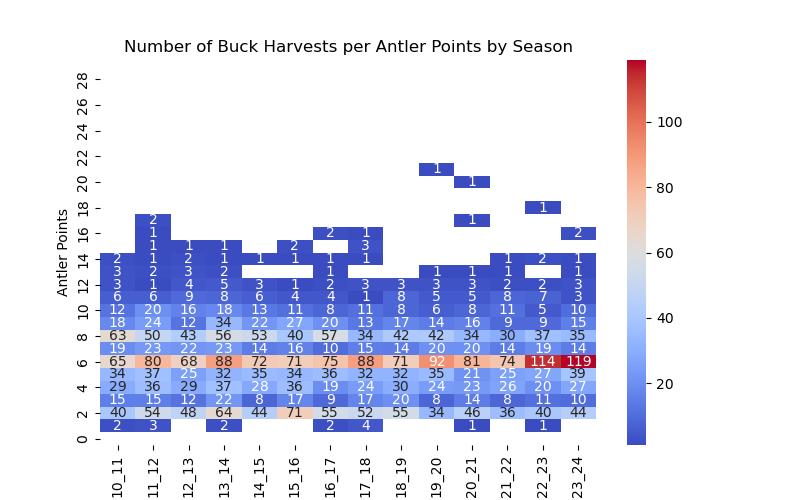 Number of Buck Harvests per Antler Points by Season
Antler Points
28
26
24
22
1
20 1
18 1
2 1
16 1 2 1 2
1 1 1 2 3
14 2 1 2 1 1 1 1 1 1 2 1
3 2 3 2 1 1 1 1 1
12 3 1 4 5 3 1 2 3 3 3 3 2 2 3
6 6 9 8 6 4 4 1 8 5 5 8 7 3
10 12 20 16 18 13 11 8 11 8 6 8 11 5 10
18 24 12 34 22 27 20 13 17 14 16 9 9 15
8 63 50 43 56 53 40 57 34 42 42 34 30 37 35
19 23 22 23 14 16 10 15 14 20 20 14 19 14
6 65 80 68 88 72 71 75 88 71 92 81 74 114 119
34 37 25 32 35 34 36 32 32 35 21 25 27 39
4 29 36 29 37 28 36 19 24 30 24 23 26 20 27
15 15 12 22 8 17 9 17 20 8 14 8 11 10
2 40 54 48 64 44 71 55 52 55 34 46 36 40 44
2 3 2 2 4 1 1
0
10_11 11_12 12_13 13_14 14_15 15_16 16_17 17_18 18_19 19_20 20_21 21_22 22_23 23_24
100
80
60
40
20